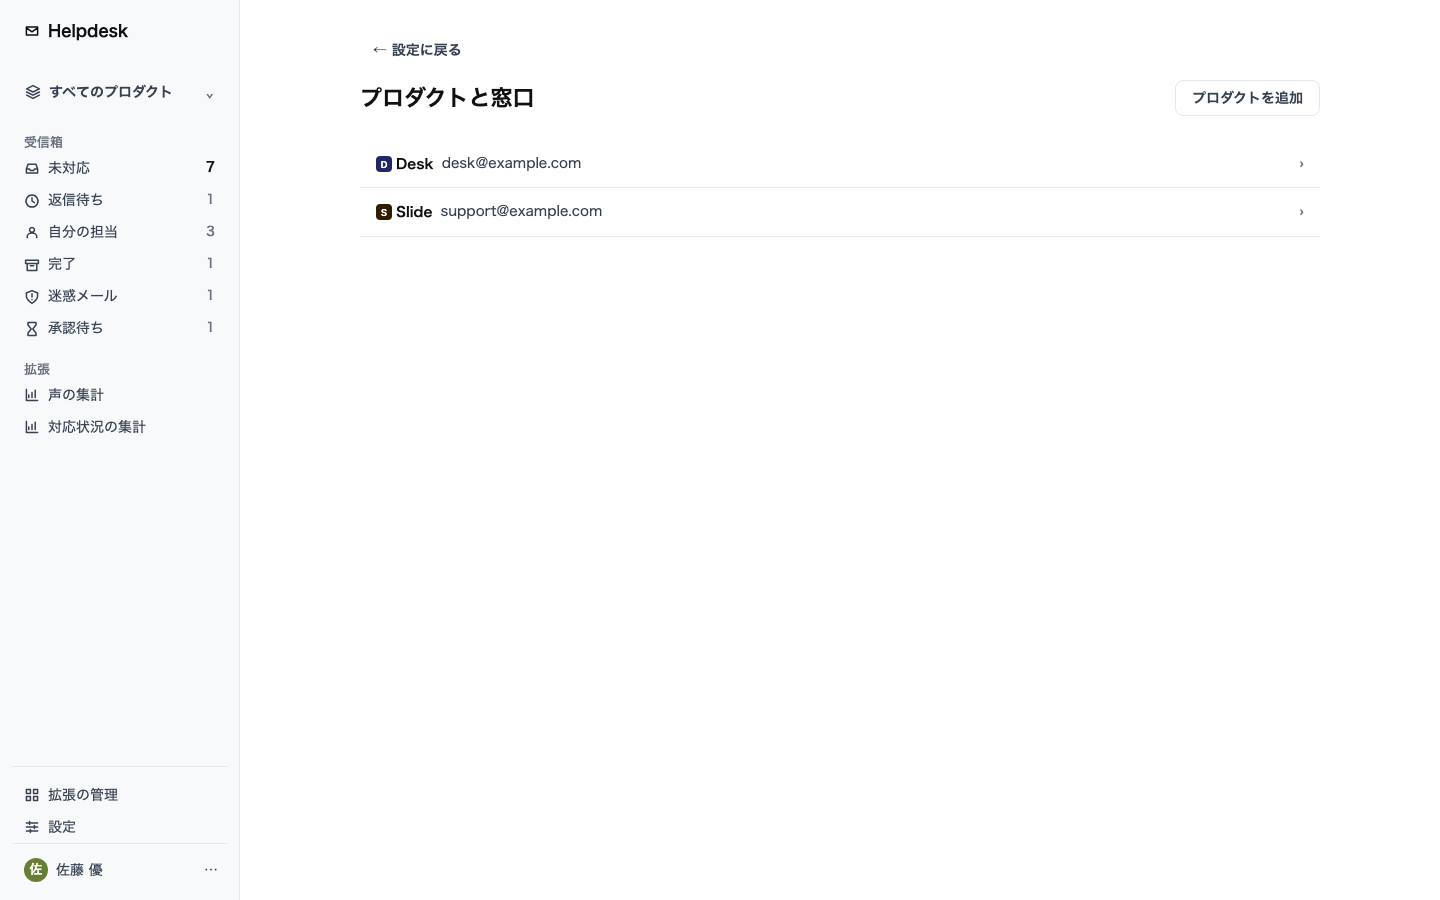 Helpdesk
すべてのプロダクト
受信箱
未対応 7
返信待ち 1
自分の担当 3
完了 1
迷惑メール 1
承認待ち 1
拡張
声の集計
対応状況の集計
拡張の管理
設定
佐 佐藤 優 …
← 設定に戻る
プロダクトと窓口
プロダクトを追加
D Desk desk@example.com ›
S Slide support@example.com ›